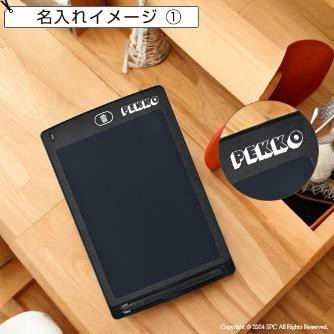 名入れイメージ ①
PEKKO
PEKKO
Copyright © 2024 SPC All Rights Reserved.